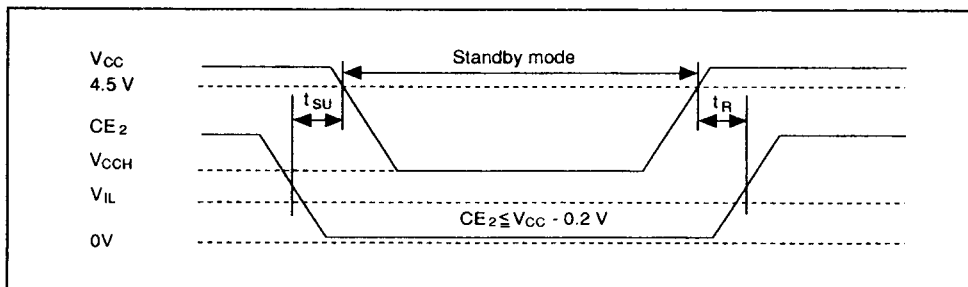 VCC
Standby mode
4.5 V
tSU
tR
CE2
VCCH
VIL
CE2 ≦ VCC - 0.2 V
0V